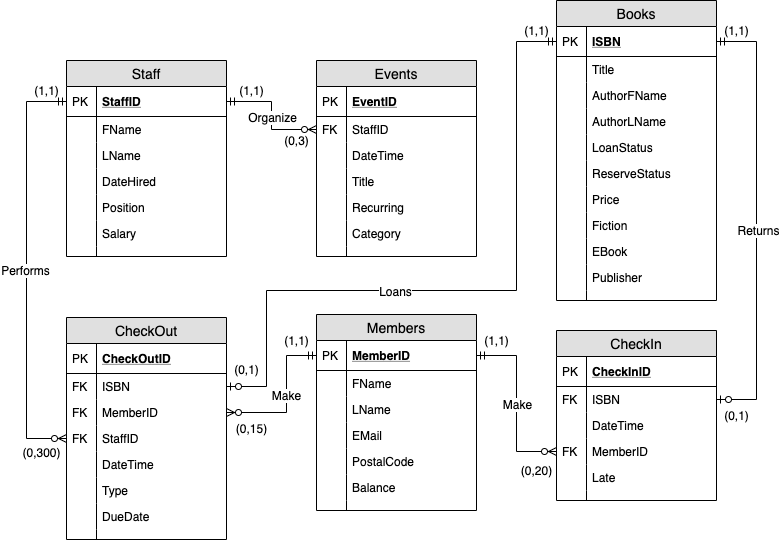 Books
(1,1)
(1,1)
PK ISBN
Title
AuthorFName
AuthorLName
LoanStatus
ReserveStatus
Price
Fiction
EBook
Publisher
Staff
(1,1)
(1,1)
PK StaffID
FName
LName
DateHired
Position
Salary
Organize
(0,3)
Events
PK EventID
FK StaffID
DateTime
Title
Recurring
Category
Returns
Performs
Loans
CheckOut
PK CheckOutID
FK ISBN
FK MemberID
FK StaffID
DateTime
Type
DueDate
(0,300)
(0,1)
(0,15)
Make
(1,1)
Members
(1,1)
PK MemberID
FName
LName
EMail
PostalCode
Balance
Make
(0,20)
CheckIn
PK CheckInID
FK ISBN
DateTime
FK MemberID
Late
(0,1)